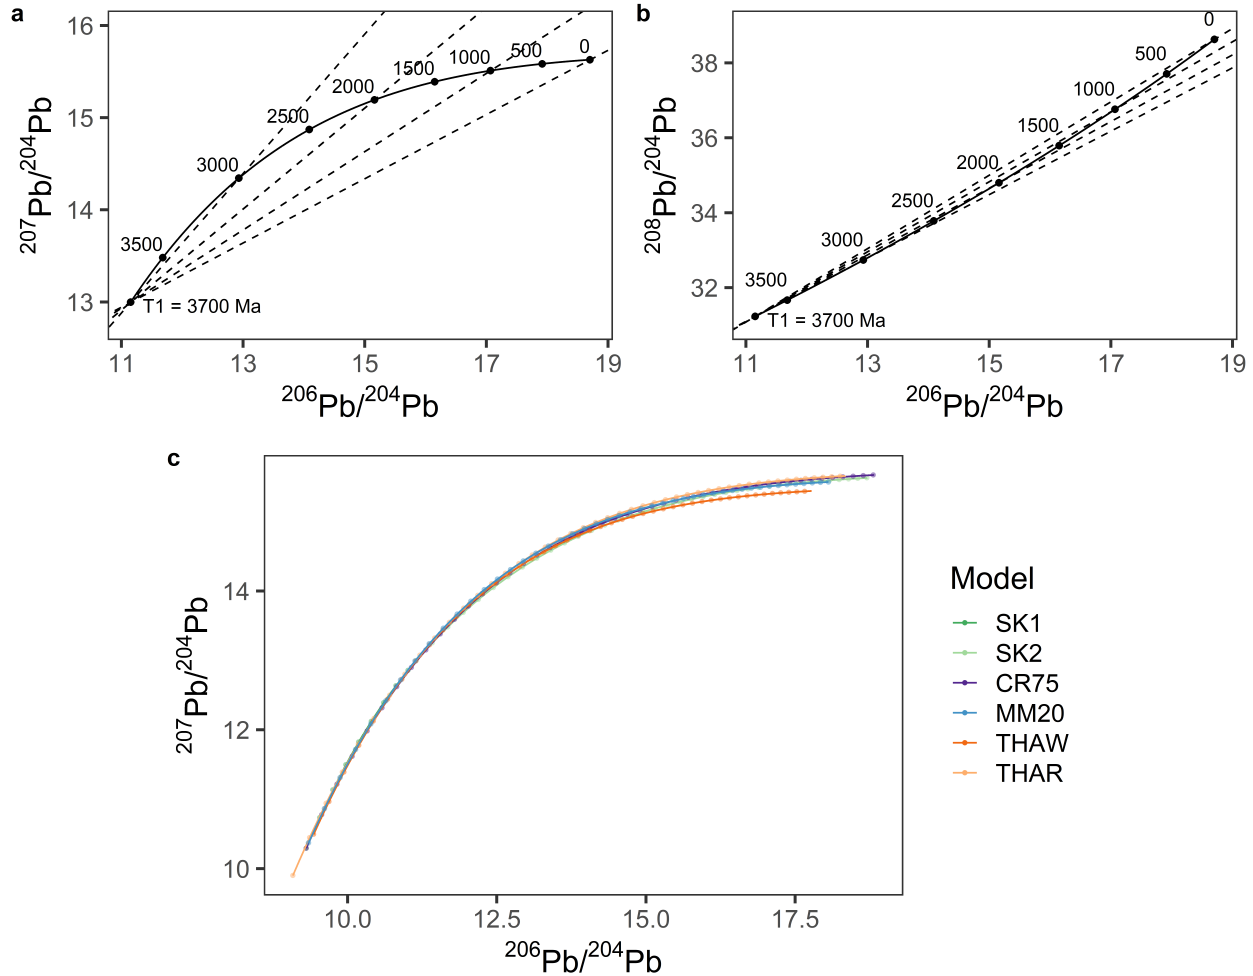 a
16
15
14
13
²⁰⁷Pb/²⁰⁴Pb
3500
3000
2500
2000
1500
1000
500
0
T1 = 3700 Ma
11
13
15
17
19
²⁰⁶Pb/²⁰⁴Pb
b
38
36
34
32
²⁰⁸Pb/²⁰⁴Pb
0
500
1000
1500
2000
2500
3000
3500
T1 = 3700 Ma
11
13
15
17
19
²⁰⁶Pb/²⁰⁴Pb
c
14
12
10
²⁰⁷Pb/²⁰⁴Pb
10.0
12.5
15.0
17.5
²⁰⁶Pb/²⁰⁴Pb
Model
SK1
SK2
CR75
MM20
THAW
THAR